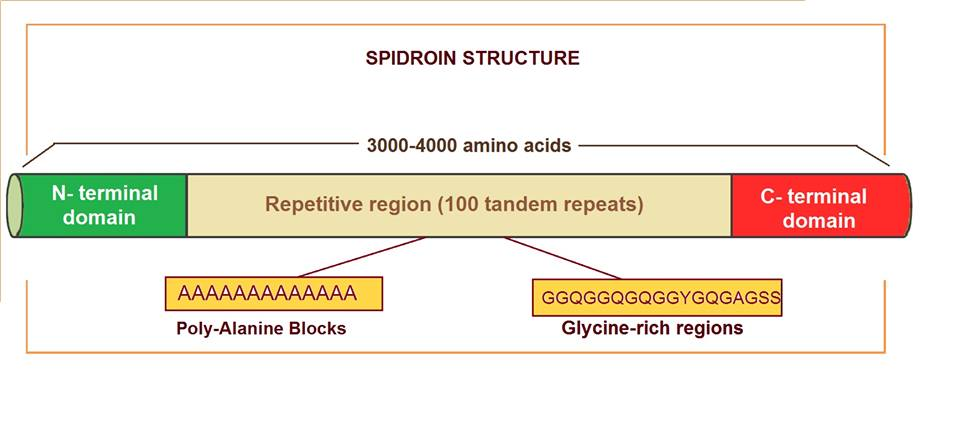 SPIDROIN STRUCTURE
3000-4000 amino acids
N- terminal
domain
Repetitive region (100 tandem repeats)
C- terminal
domain
AAAAAAAAAAAAA
Poly-Alanine Blocks
GGQGGQGQGGYGQGAGSS
Glycine-rich regions